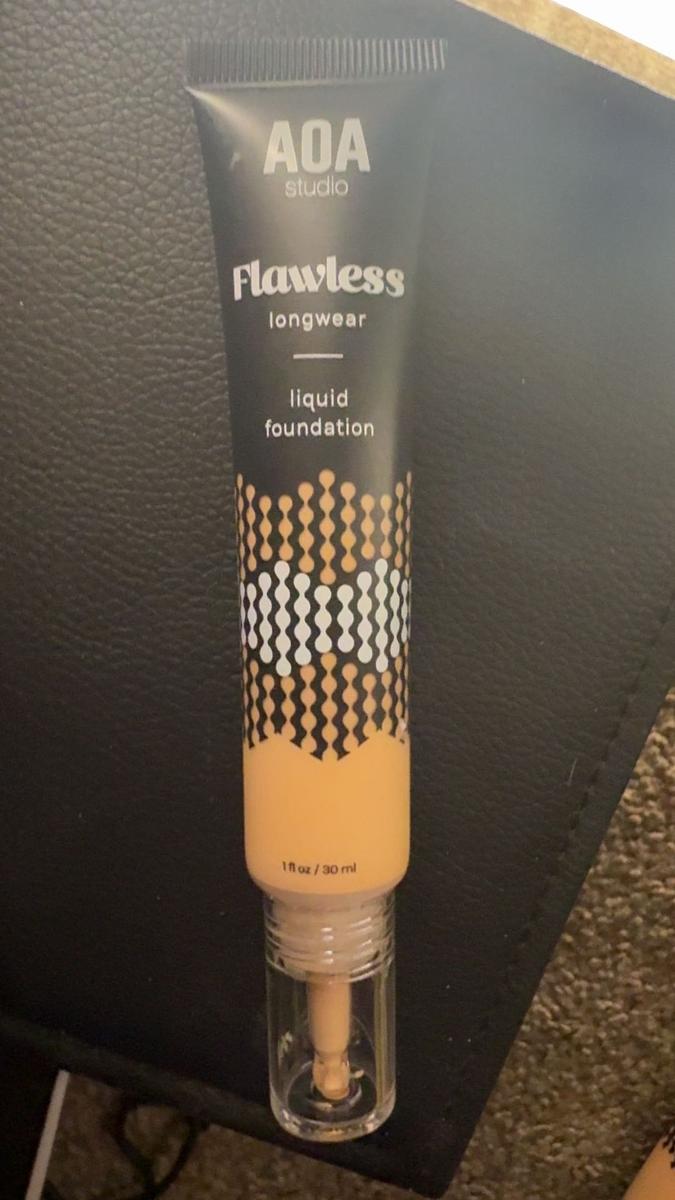 AOA
studio
Flawless
longwear
liquid
foundation
1 fl oz / 30 ml